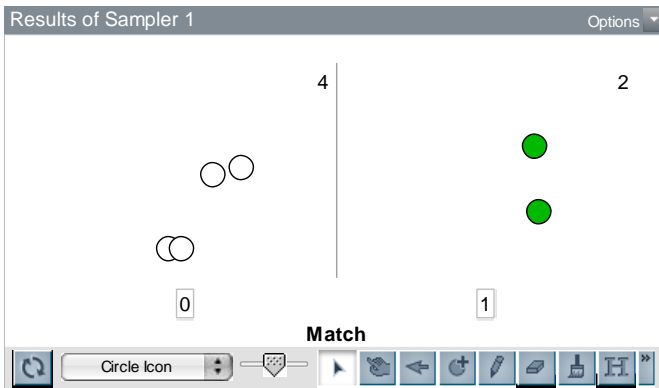 Results of Sampler 1 Options
4 2
0 1
Match
Circle Icon